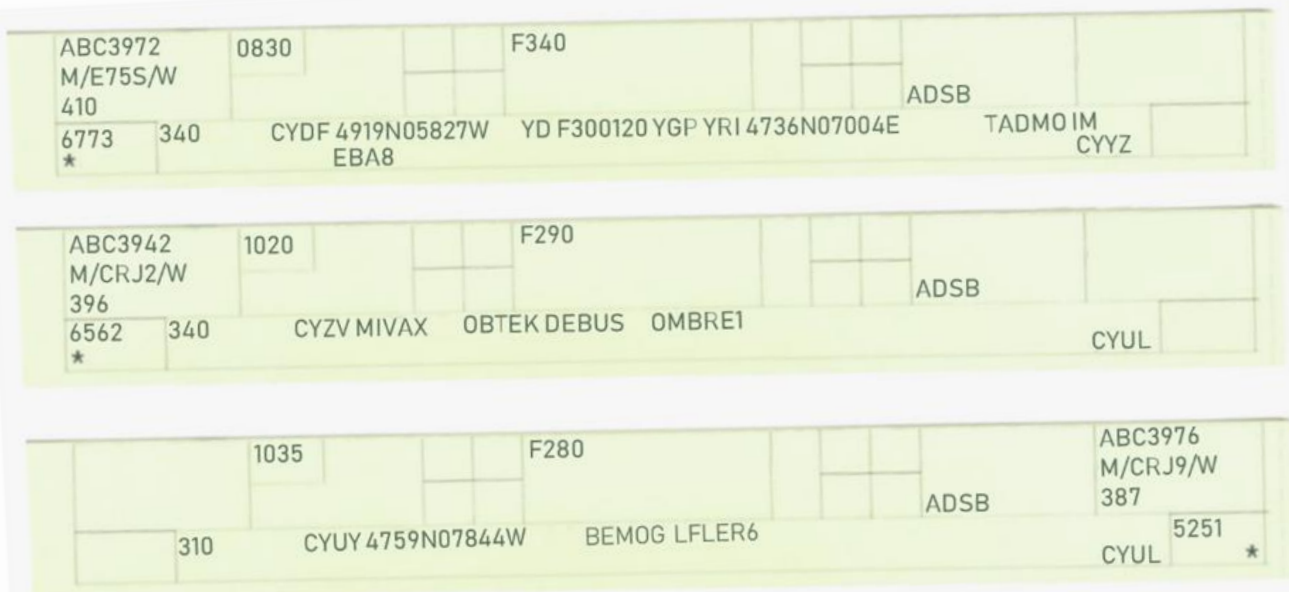 ABC3972 0830 F340
M/E75S/W
410 ADSB
6773 340 CYDF 4919N05827W YD F300120 YGP YRI 4736N07004E TADMO IM
* EBA8 CYYZ
ABC3942 1020 F290
M/CRJ2/W
396 ADSB
6562 340 CYZV MIVAX OBTEK DEBUS OMBRE1
* CYUL
1035 F280 ABC3976
M/CRJ9/W
ADSB 387
310 CYUY 4759N07844W BEMOG LFLER6 5251
CYUL *